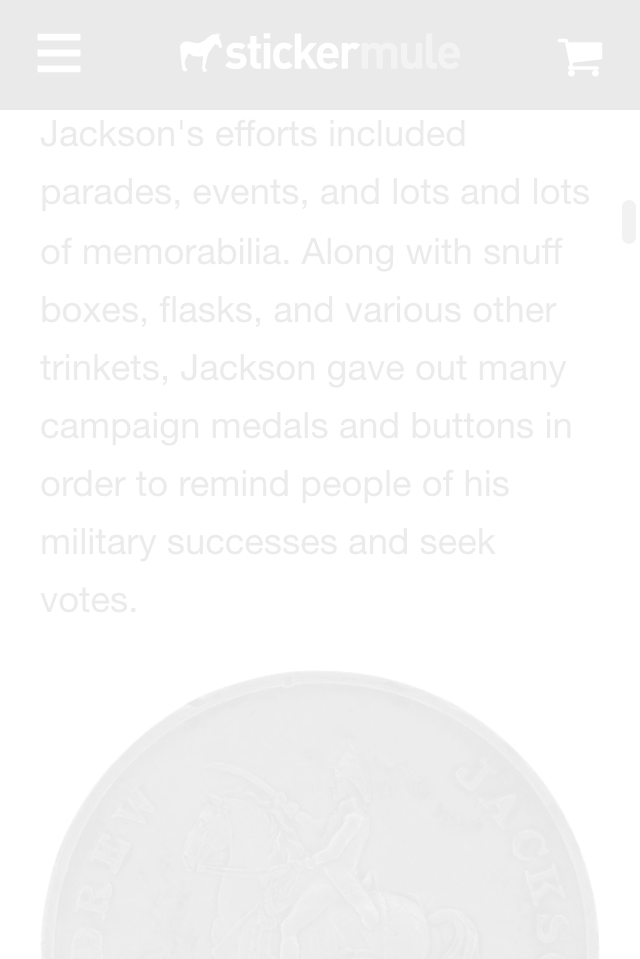 stickermule
Jackson's efforts included
parades, events, and lots and lots
of memorabilia. Along with snuff
boxes, flasks, and various other
trinkets, Jackson gave out many
campaign medals and buttons in
order to remind people of his
military successes and seek
votes.
DREW JACKSO